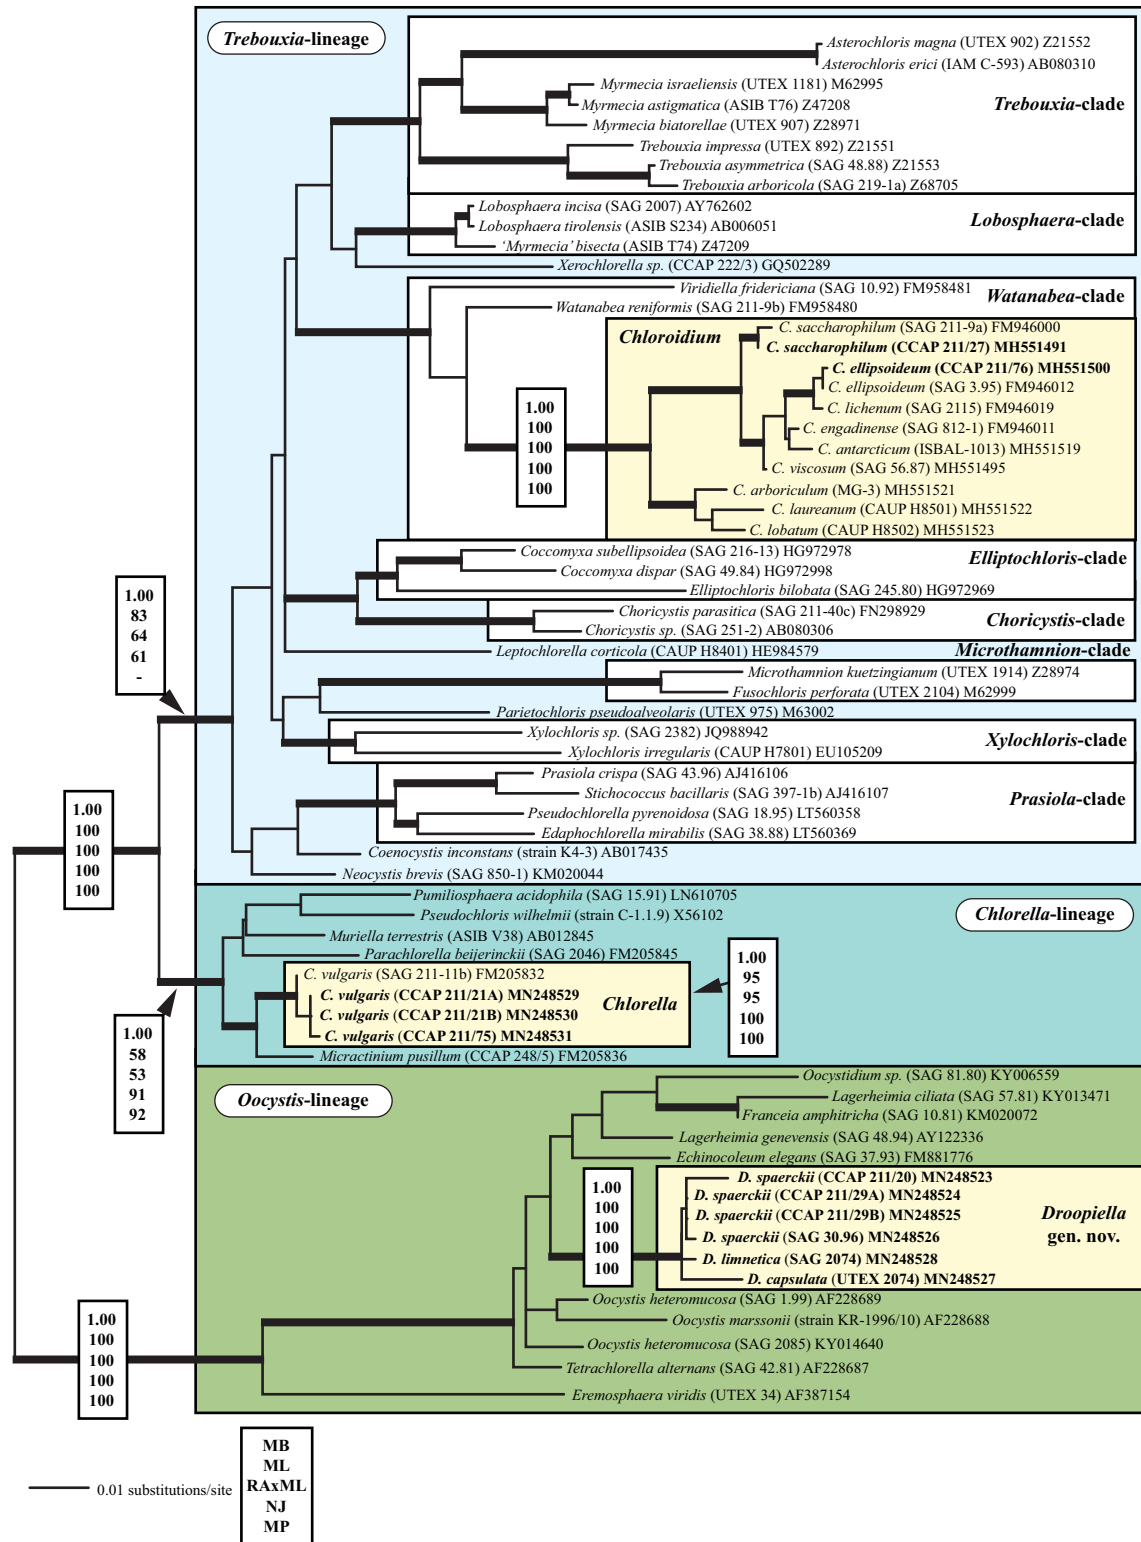 Trebouxia-lineage
Asterochloris magna (UTEX 902) Z21552
Asterochloris erici (IAM C-593) AB080310
Myrmecia israeliensis (UTEX 1181) M62995
Myrmecia astigmatica (ASIB T76) Z47208
Trebouxia-clade
Myrmecia biatorellae (UTEX 907) Z28971
Trebouxia impressa (UTEX 892) Z21551
Trebouxia asymmetrica (SAG 48.88) Z21553
Trebouxia arboricola (SAG 219-1a) Z68705
Lobosphaera incisa (SAG 2007) AY762602
Lobosphaera-clade
Lobosphaera tirolensis (ASIB S234) AB006051
'Myrmecia' bisecta (ASIB T74) Z47209
Xerochlorella sp. (CCAP 222/3) GQ502289
Viridiella fridericiana (SAG 10.92) FM958481
Watanabea-clade
Watanabea reniformis (SAG 211-9b) FM958480
Chloroidium
C. saccharophilum (SAG 211-9a) FM946000
C. saccharophilum (CCAP 211/27) MH551491
C. ellipsoideum (CCAP 211/76) MH551500
C. ellipsoideum (SAG 3.95) FM946012
C. lichenum (SAG 2115) FM946019
C. engadinense (SAG 812-1) FM946011
C. antarcticum (ISBAL-1013) MH551519
C. viscosum (SAG 56.87) MH551495
C. arboriculum (MG-3) MH551521
C. laureanum (CAUP H8501) MH551522
C. lobatum (CAUP H8502) MH551523
1.00
100
100
100
100
Coccomyxa subellipsoidea (SAG 216-13) HG972978
Elliptochloris-clade
Coccomyxa dispar (SAG 49.84) HG972998
Elliptochloris bilobata (SAG 245.80) HG972969
Choricystis parasitica (SAG 211-40c) FN298929
Choricystis-clade
Choricystis sp. (SAG 251-2) AB080306
Leptochlorella corticola (CAUP H8401) HE984579
Microthamnion-clade
Microthamnion kuetzingianum (UTEX 1914) Z28974
Fusochloris perforata (UTEX 2104) M62999
Parietochloris pseudoalveolaris (UTEX 975) M63002
Xylochloris sp. (SAG 2382) JQ988942
Xylochloris-clade
Xylochloris irregularis (CAUP H7801) EU105209
Prasiola crispa (SAG 43.96) AJ416106
Stichococcus bacillaris (SAG 397-1b) AJ416107
Prasiola-clade
Pseudochlorella pyrenoidosa (SAG 18.95) LT560358
Edaphochlorella mirabilis (SAG 38.88) LT560369
Coenocystis inconstans (strain K4-3) AB017435
Neocystis brevis (SAG 850-1) KM020044
1.00
83
64
61
-
1.00
100
100
100
100
Pumiliosphaera acidophila (SAG 15.91) LN610705
Chlorella-lineage
Pseudochloris wilhelmii (strain C-1.1.9) X56102
Muriella terrestris (ASIB V38) AB012845
Parachlorella beijerinckii (SAG 2046) FM205845
C. vulgaris (SAG 211-11b) FM205832
C. vulgaris (CCAP 211/21A) MN248529
Chlorella
C. vulgaris (CCAP 211/21B) MN248530
C. vulgaris (CCAP 211/75) MN248531
Micractinium pusillum (CCAP 248/5) FM205836
1.00
95
95
100
100
1.00
58
53
91
92
Oocystis-lineage
Oocystidium sp. (SAG 81.80) KY006559
Lagerheimia ciliata (SAG 57.81) KY013471
Franceia amphitricha (SAG 10.81) KM020072
Lagerheimia genevensis (SAG 48.94) AY122336
Echinocoleum elegans (SAG 37.93) FM881776
D. spaerckii (CCAP 211/20) MN248523
D. spaerckii (CCAP 211/29A) MN248524
D. spaerckii (CCAP 211/29B) MN248525
Droopiella
gen. nov.
D. spaerckii (SAG 30.96) MN248526
D. limnetica (SAG 2074) MN248528
D. capsulata (UTEX 2074) MN248527
1.00
100
100
100
100
Oocystis heteromucosa (SAG 1.99) AF228689
Oocystis marssonii (strain KR-1996/10) AF228688
Oocystis heteromucosa (SAG 2085) KY014640
Tetrachlorella alternans (SAG 42.81) AF228687
Eremosphaera viridis (UTEX 34) AF387154
1.00
100
100
100
100
0.01 substitutions/site
MB
ML
RAxML
NJ
MP